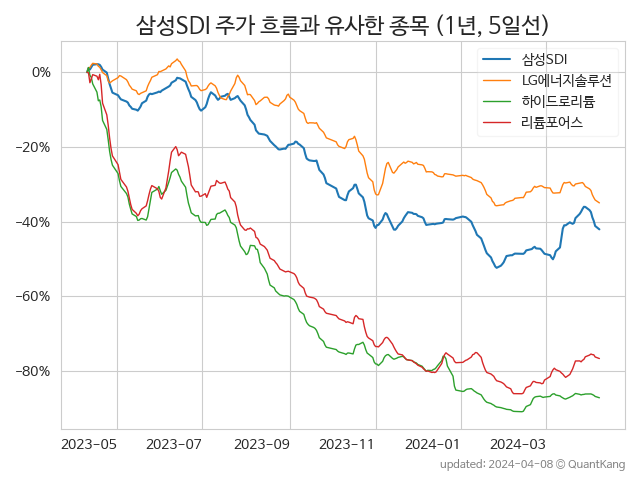 삼성SDI 주가 흐름과 유사한 종목 (1년, 5일선)
삼성SDI
LG에너지솔루션
하이드로리튬
리튬포어스
0%
−20%
−40%
−60%
−80%
2023-05 2023-07 2023-09 2023-11 2024-01 2024-03
updated: 2024-04-08 © QuantKang